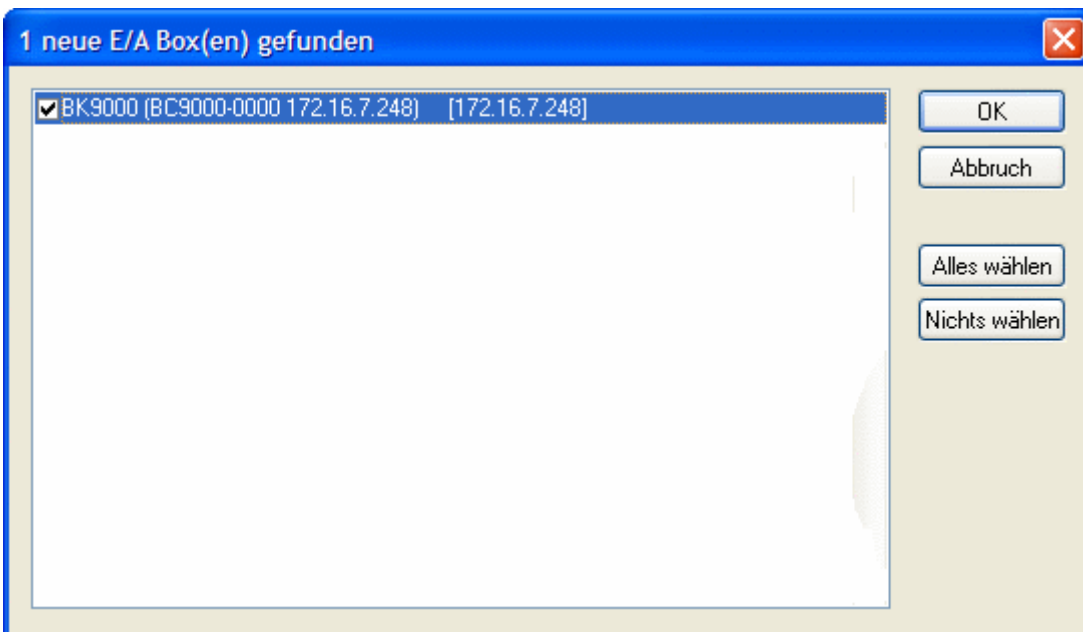 1 neue E/A Box(en) gefunden
BK9000 (BC9000-0000 172.16.7.248) [172.16.7.248]
OK
Abbruch
Alles wählen
Nichts wählen